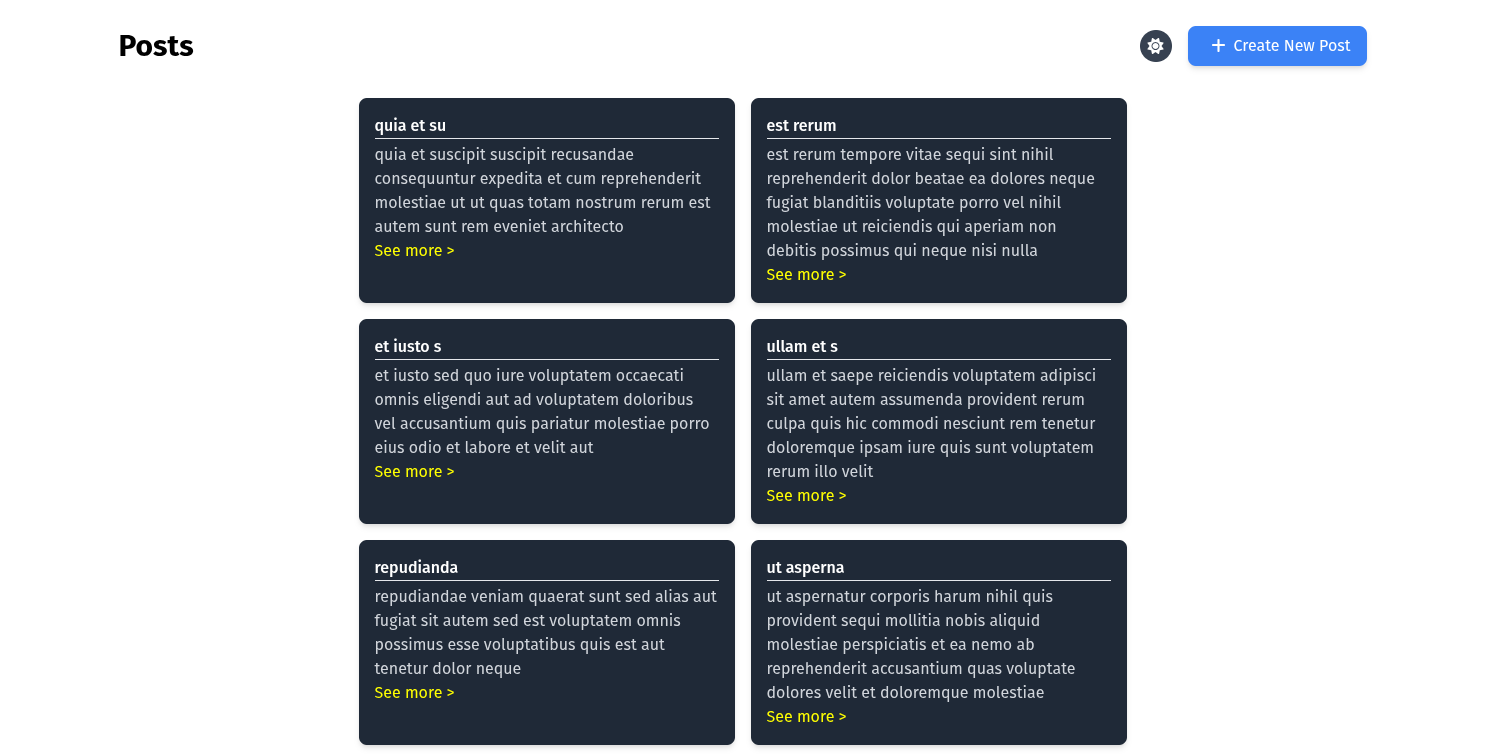 Posts
Create New Post
quia et su
quia et suscipit suscipit recusandae
consequuntur expedita et cum reprehenderit
molestiae ut ut quas totam nostrum rerum est
autem sunt rem eveniet architecto
See more >
est rerum
est rerum tempore vitae sequi sint nihil
reprehenderit dolor beatae ea dolores neque
fugiat blanditiis voluptate porro vel nihil
molestiae ut reiciendis qui aperiam non
debitis possimus qui neque nisi nulla
See more >
et iusto s
et iusto sed quo iure voluptatem occaecati
omnis eligendi aut ad voluptatem doloribus
vel accusantium quis pariatur molestiae porro
eius odio et labore et velit aut
See more >
ullam et s
ullam et saepe reiciendis voluptatem adipisci
sit amet autem assumenda provident rerum
culpa quis hic commodi nesciunt rem tenetur
doloremque ipsam iure quis sunt voluptatem
rerum illo velit
See more >
repudianda
repudiandae veniam quaerat sunt sed alias aut
fugiat sit autem sed est voluptatem omnis
possimus esse voluptatibus quis est aut
tenetur dolor neque
See more >
ut asperna
ut aspernatur corporis harum nihil quis
provident sequi mollitia nobis aliquid
molestiae perspiciatis et ea nemo ab
reprehenderit accusantium quas voluptate
dolores velit et doloremque molestiae
See more >